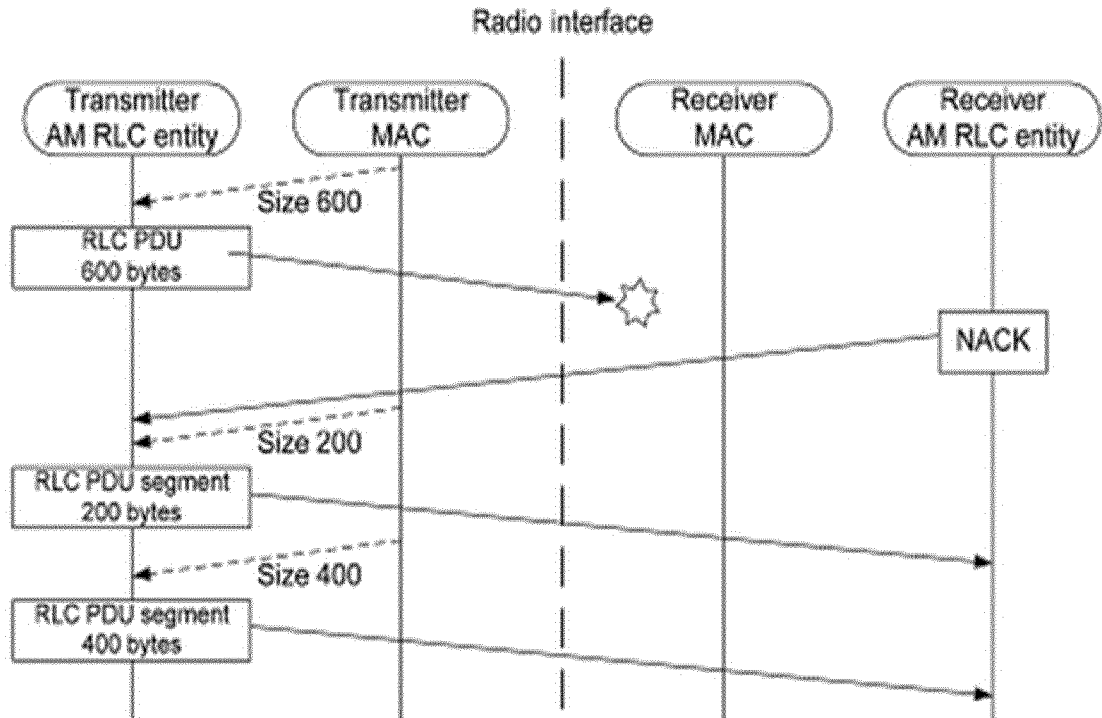 Radio interface
Transmitter
AM RLC entity
Transmitter
MAC
Receiver
MAC
Receiver
AM RLC entity
Size 600
RLC PDU
600 bytes
NACK
Size 200
RLC PDU segment
200 bytes
Size 400
RLC PDU segment
400 bytes